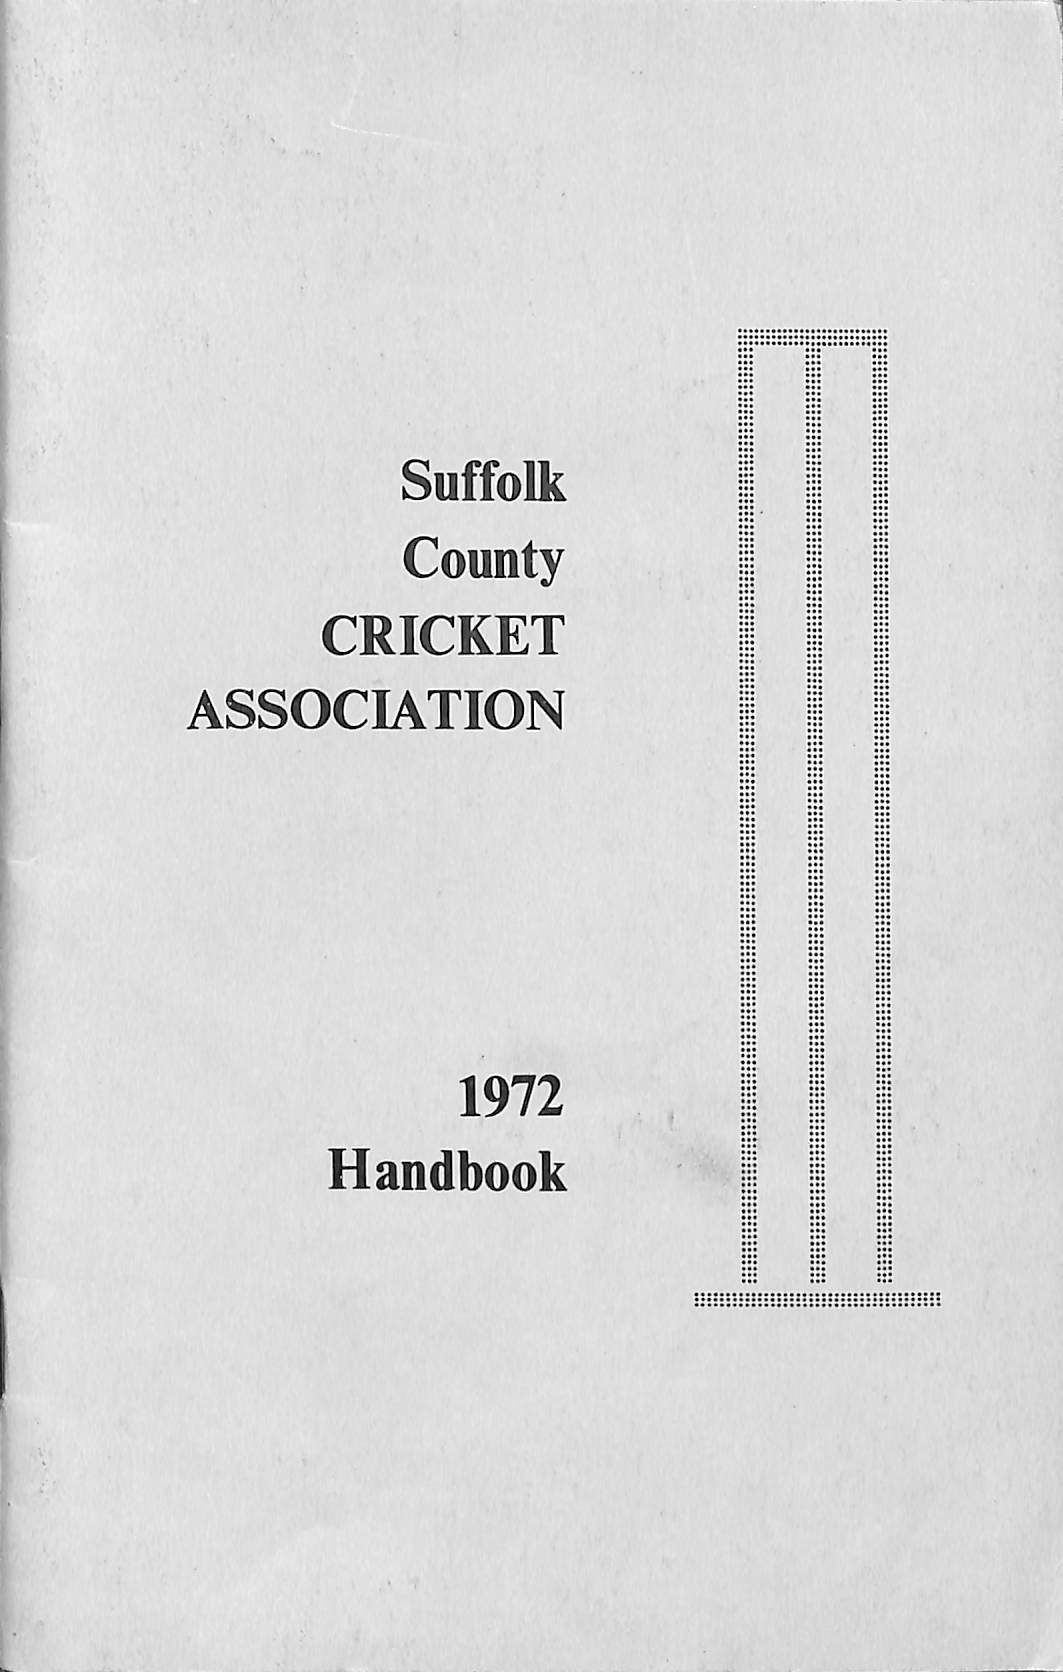 Suffolk
County
CRICKET
ASSOCIATION
1972
Handbook